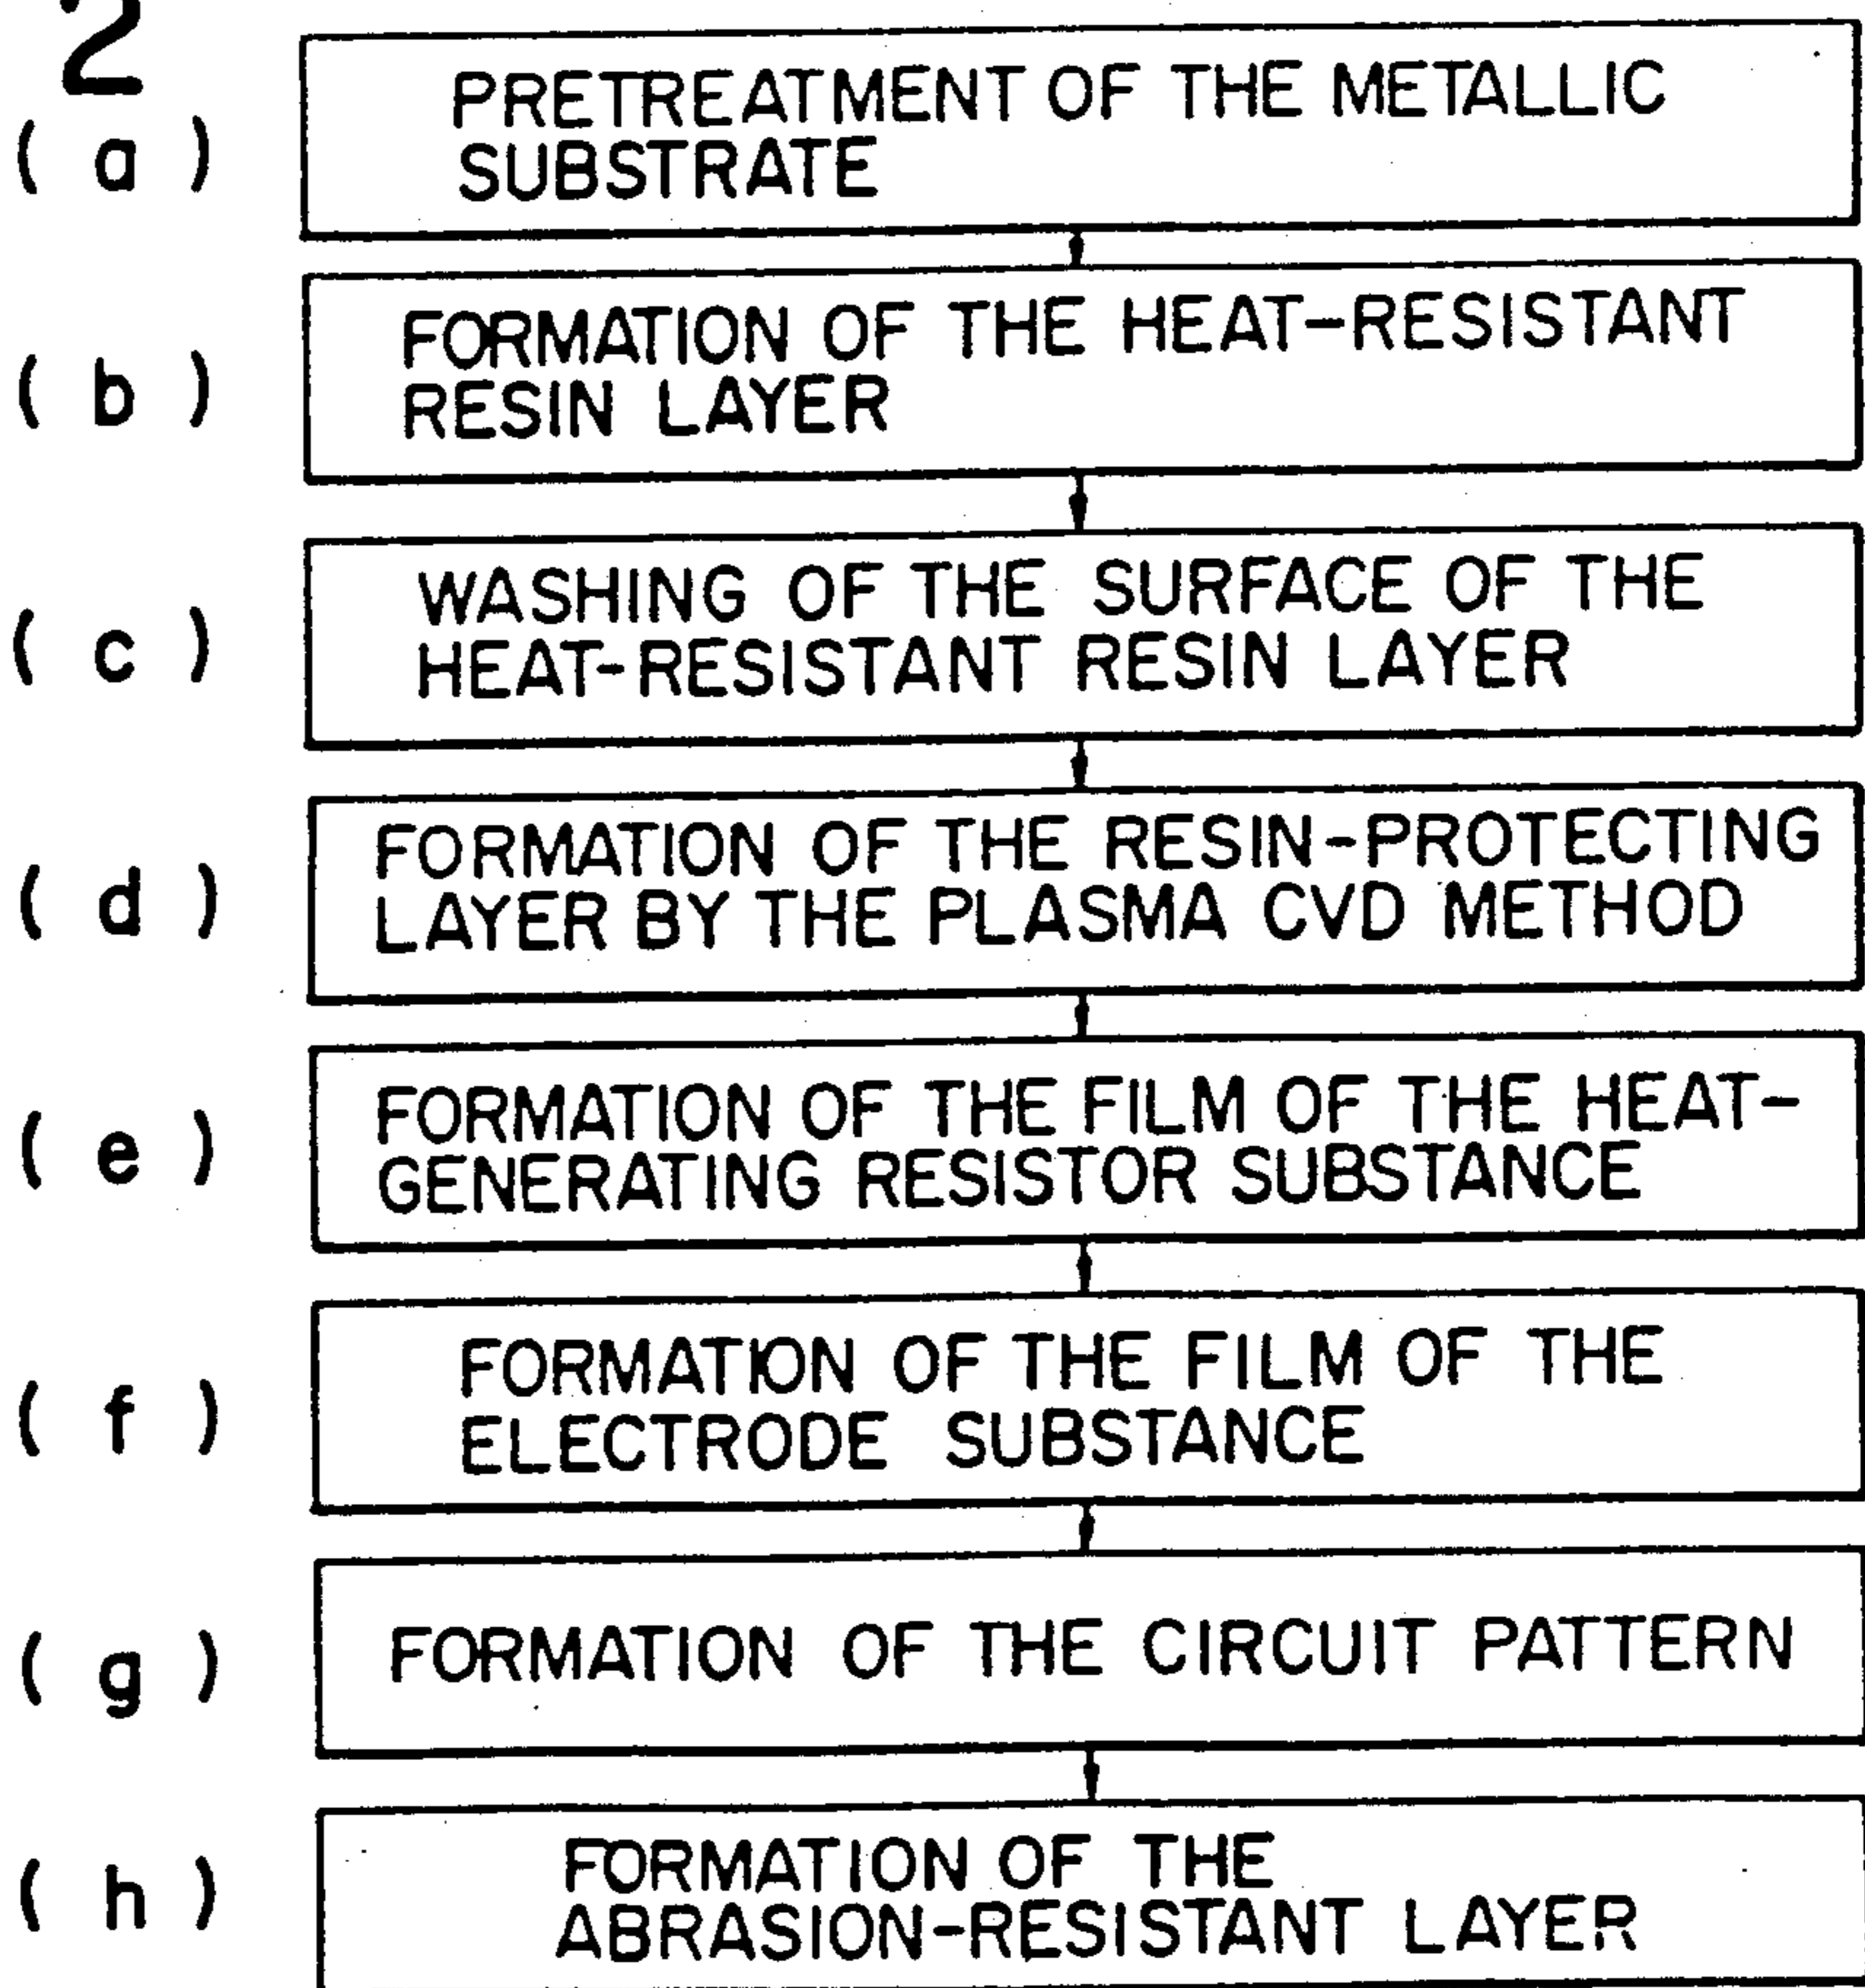 2
(a)
PRETREATMENT OF THE METALLIC
SUBSTRATE
(b)
FORMATION OF THE HEAT-RESISTANT
RESIN LAYER
(c)
WASHING OF THE SURFACE OF THE
HEAT-RESISTANT RESIN LAYER
(d)
FORMATION OF THE RESIN-PROTECTING
LAYER BY THE PLASMA CVD METHOD
(e)
FORMATION OF THE FILM OF THE HEAT-
GENERATING RESISTOR SUBSTANCE
(f)
FORMATION OF THE FILM OF THE
ELECTRODE SUBSTANCE
(g)
FORMATION OF THE CIRCUIT PATTERN
(h)
FORMATION OF THE
ABRASION-RESISTANT LAYER